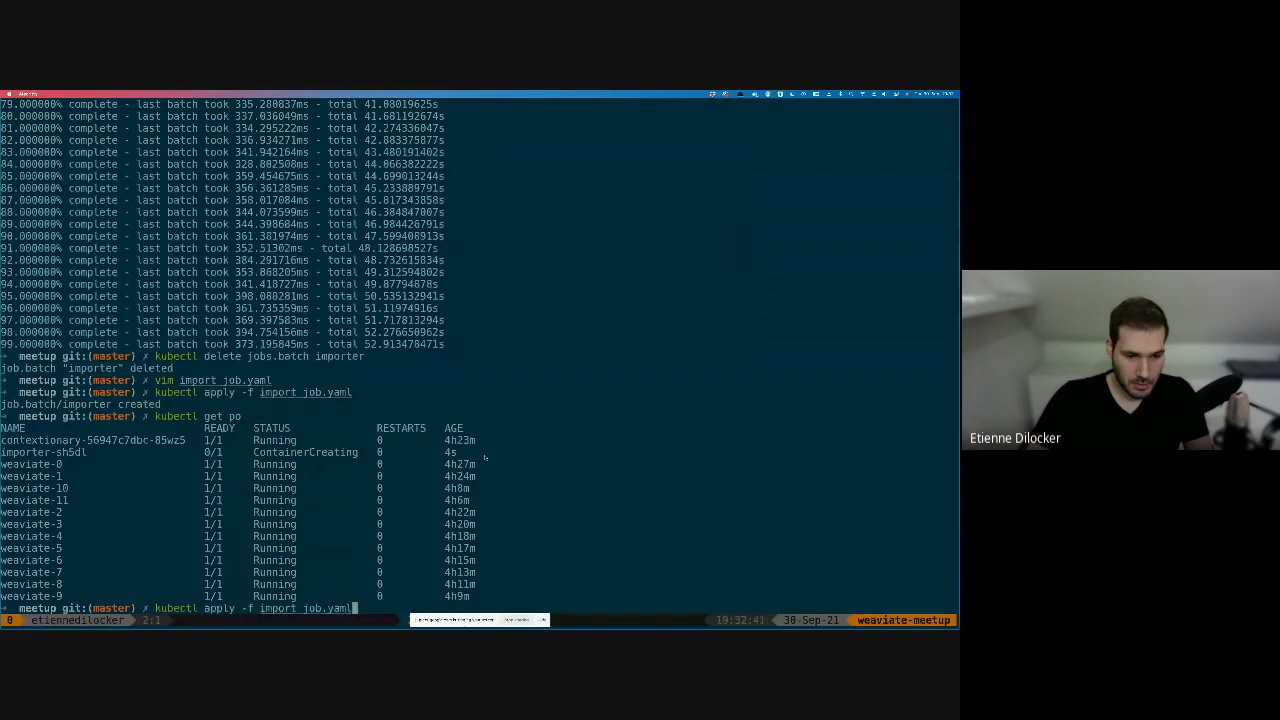 79.000000% complete - last batch took 335.280837ms - total 41.08019625s
80.000000% complete - last batch took 337.036049ms - total 41.681192674s
81.000000% complete - last batch took 334.295222ms - total 42.274336047s
82.000000% complete - last batch took 336.934271ms - total 42.883375877s
83.000000% complete - last batch took 341.942164ms - total 43.480191402s
84.000000% complete - last batch took 328.802508ms - total 44.066382222s
85.000000% complete - last batch took 359.454675ms - total 44.699013244s
86.000000% complete - last batch took 356.361285ms - total 45.233889791s
87.000000% complete - last batch took 358.017084ms - total 45.817343858s
88.000000% complete - last batch took 344.073599ms - total 46.384847007s
89.000000% complete - last batch took 344.398684ms - total 46.984426791s
90.000000% complete - last batch took 361.381974ms - total 47.599408913s
91.000000% complete - last batch took 352.51302ms - total 48.128698527s
92.000000% complete - last batch took 384.291716ms - total 48.732615834s
93.000000% complete - last batch took 353.868205ms - total 49.312594802s
94.000000% complete - last batch took 341.418727ms - total 49.87794878s
95.000000% complete - last batch took 398.080281ms - total 50.535132941s
96.000000% complete - last batch took 361.735359ms - total 51.11974916s
97.000000% complete - last batch took 369.397583ms - total 51.717813294s
98.000000% complete - last batch took 394.754156ms - total 52.276650962s
99.000000% complete - last batch took 373.195845ms - total 52.913478471s
→ meetup git:(master) ✗ kubectl delete jobs.batch importer
job.batch "importer" deleted
→ meetup git:(master) ✗ vim import_job.yaml
→ meetup git:(master) ✗ kubectl apply -f import_job.yaml
job.batch/importer created
→ meetup git:(master) ✗ kubectl get po
NAME READY STATUS RESTARTS AGE
contextionary-56947c7dbc-85wz5 1/1 Running 0 4h23m
importer-sh5dl 0/1 ContainerCreating 0 4s
weaviate-0 1/1 Running 0 4h27m
weaviate-1 1/1 Running 0 4h24m
weaviate-10 1/1 Running 0 4h8m
weaviate-11 1/1 Running 0 4h6m
weaviate-2 1/1 Running 0 4h22m
weaviate-3 1/1 Running 0 4h20m
weaviate-4 1/1 Running 0 4h18m
weaviate-5 1/1 Running 0 4h17m
weaviate-6 1/1 Running 0 4h15m
weaviate-7 1/1 Running 0 4h13m
weaviate-8 1/1 Running 0 4h11m
weaviate-9 1/1 Running 0 4h9m
→ meetup git:(master) ✗ kubectl apply -f import_job.yaml
0 etiennedilocker 2:1 19:32:41 30-Sep-21 weaviate-meetup
Etienne Dilocker